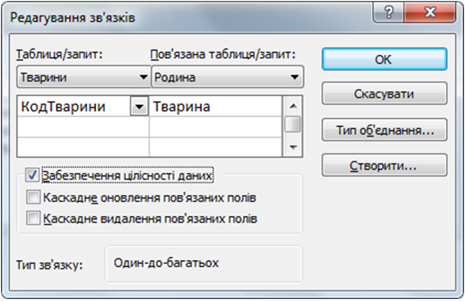 Редагування зв'язків
Таблиця/запит: Пов'язана таблиця/запит:
Тварини Родина
КодТварини Тварина
Забезпечення цілісності даних
Каскадне оновлення пов'язаних полів
Каскадне видалення пов'язаних полів
Тип зв'язку: Один-до-багатьох
ОК
Скасувати
Тип об'єднання...
Створити...